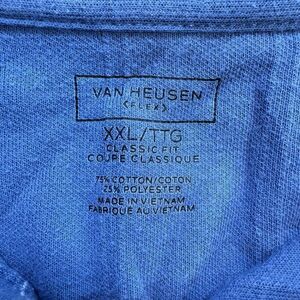 VAN HEUSEN
<FLEX>
XXL/TTG
CLASSIC FIT
COUPE CLASSIQUE
75% COTTON/COTON
25% POLYESTER
MADE IN VIETNAM
FABRIQUE AU VIETNAM